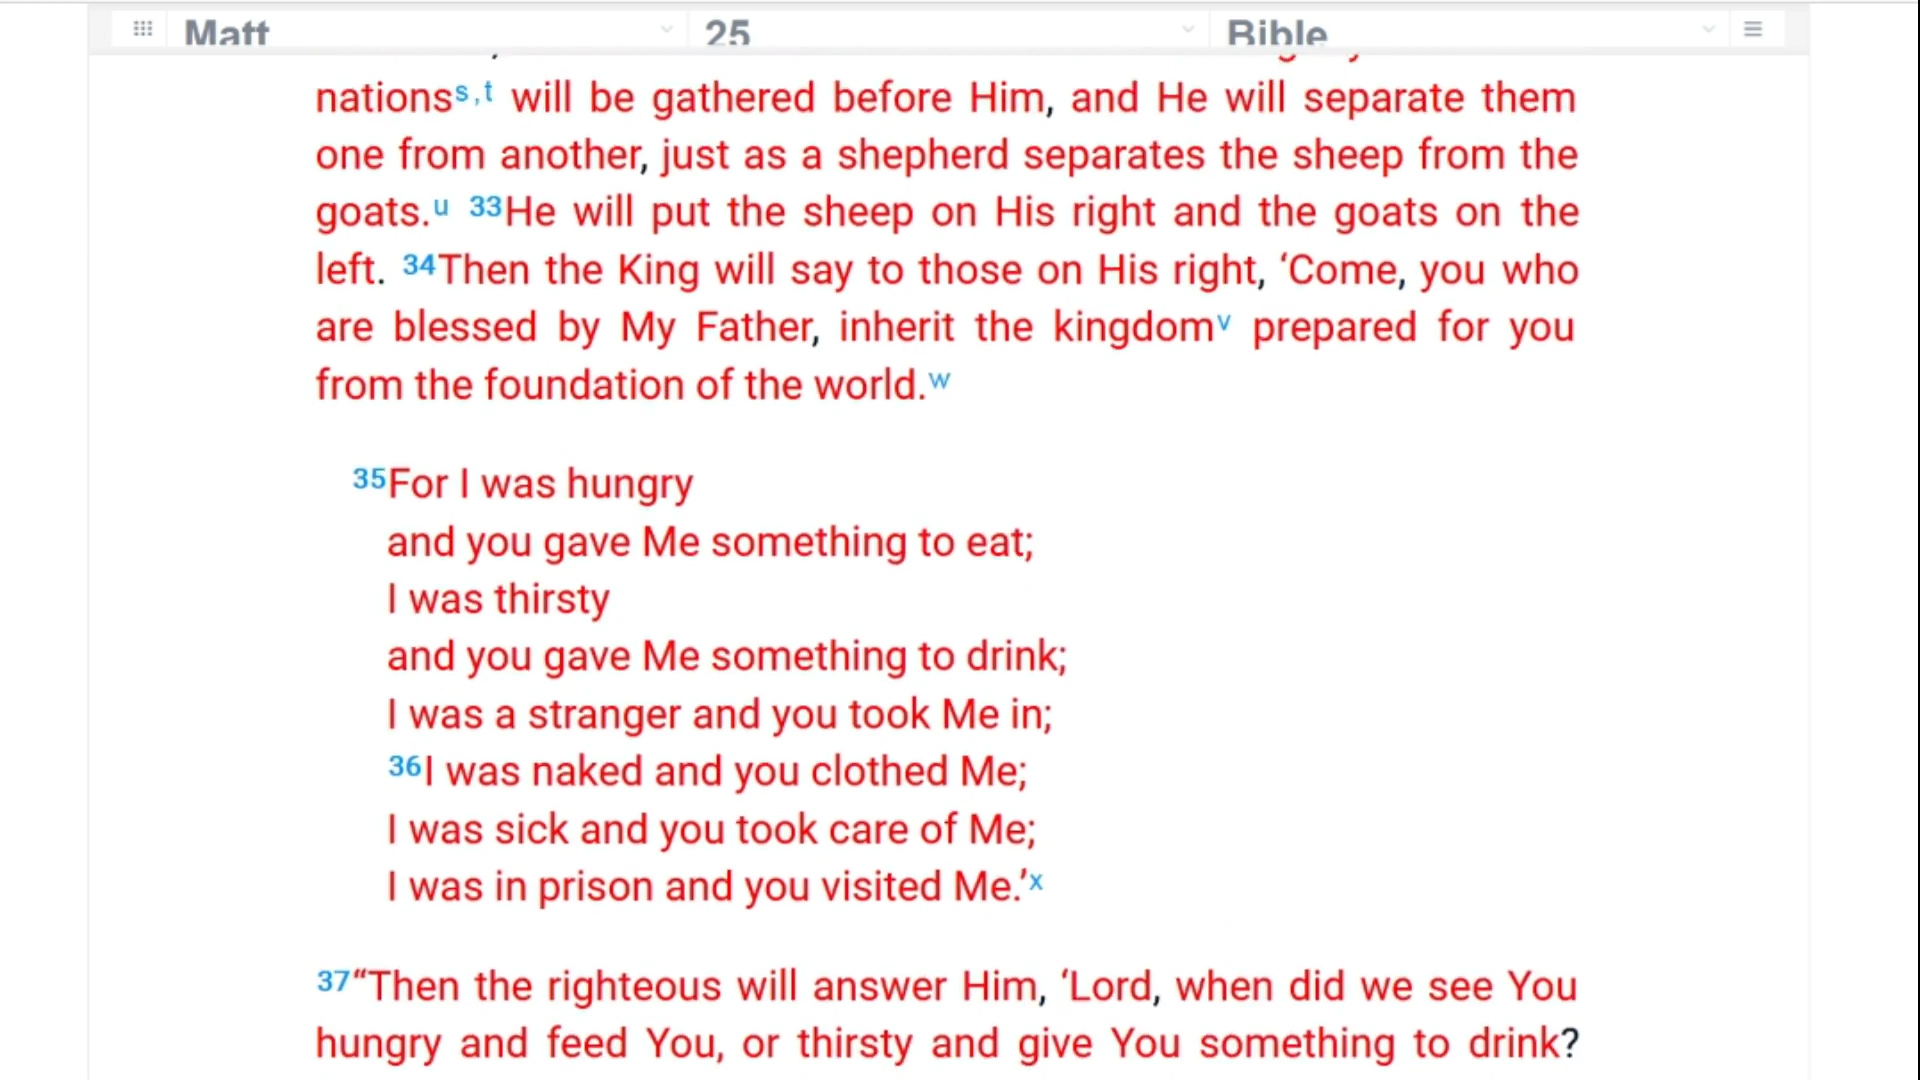 Matt 25 Bible
nationss,t will be gathered before Him, and He will separate them
one from another, just as a shepherd separates the sheep from the
goats.u 33He will put the sheep on His right and the goats on the
left. 34Then the King will say to those on His right, ‘Come, you who
are blessed by My Father, inherit the kingdomv prepared for you
from the foundation of the world.w
35For I was hungry
and you gave Me something to eat;
I was thirsty
and you gave Me something to drink;
I was a stranger and you took Me in;
36I was naked and you clothed Me;
I was sick and you took care of Me;
I was in prison and you visited Me.’x
37“Then the righteous will answer Him, ‘Lord, when did we see You
hungry and feed You, or thirsty and give You something to drink?